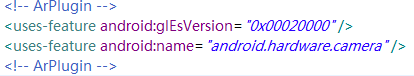 <!-- ArPlugin -->
<uses-feature android:glEsVersion="0x00020000" />
<uses-feature android:name="android.hardware.camera" />
<!-- ArPlugin -->